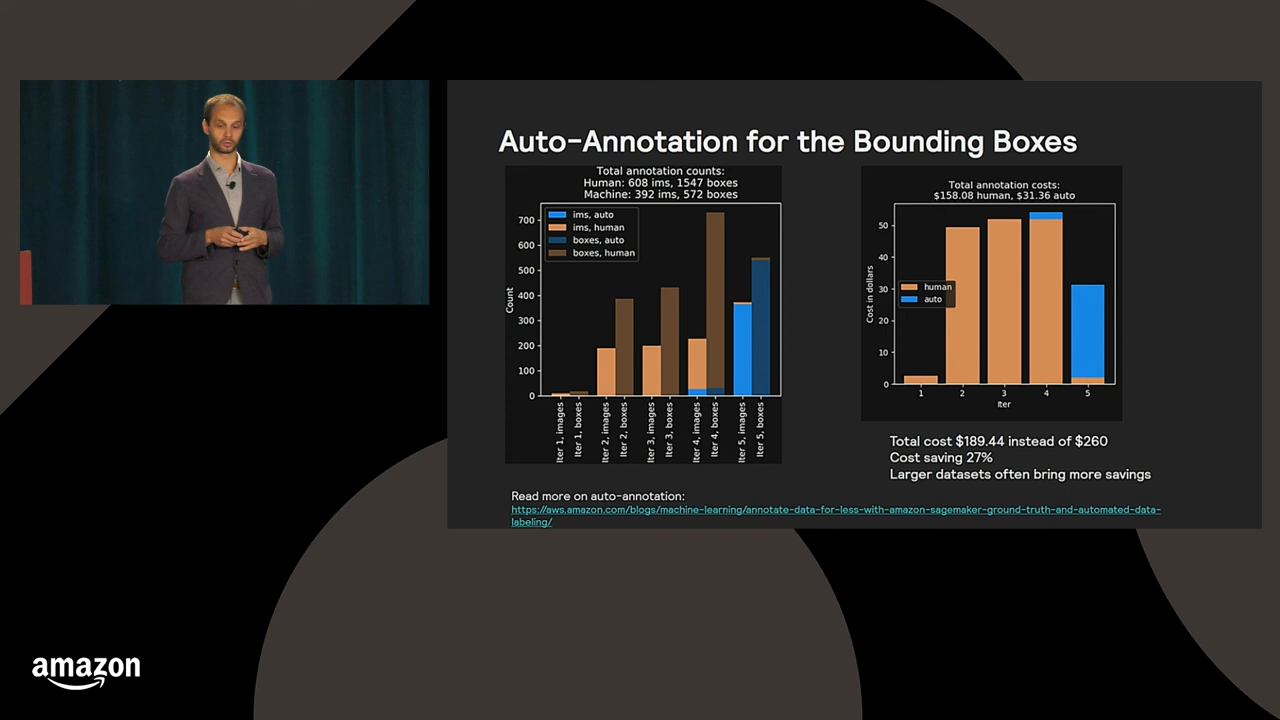 Auto-Annotation for the Bounding Boxes
Total annotation counts:
Human: 608 ims, 1547 boxes
Machine: 392 ims, 572 boxes
ims, auto
ims, human
boxes, auto
boxes, human
Count
700
600
500
400
300
200
100
0
Iter 1, images
Iter 1, boxes
Iter 2, images
Iter 2, boxes
Iter 3, images
Iter 3, boxes
Iter 4, images
Iter 4, boxes
Iter 5, images
Iter 5, boxes
Total annotation costs:
$158.08 human, $31.36 auto
human
auto
Cost in dollars
50
40
30
20
10
0
1 2 3 4 5
Iter
Total cost $189.44 instead of $260
Cost saving 27%
Larger datasets often bring more savings
Read more on auto-annotation:
https://aws.amazon.com/blogs/machine-learning/annotate-data-for-less-with-amazon-sagemaker-ground-truth-and-automated-data-
labeling/
amazon